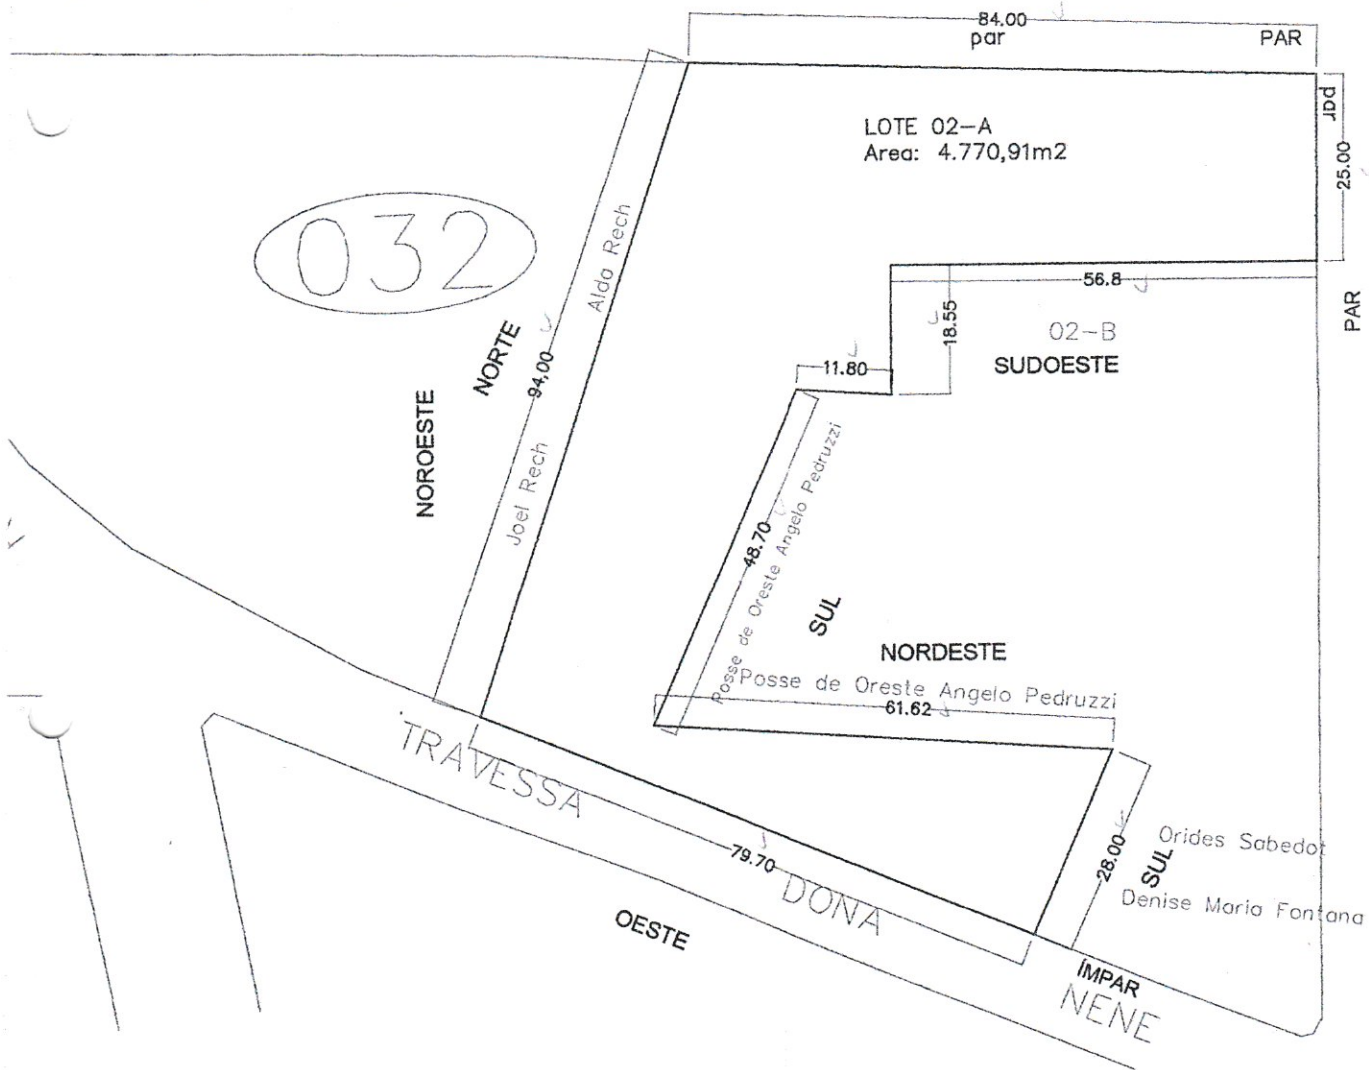 84.00
par
PAR
LOTE 02-A
Area: 4.770,91m2
par
25.00
032
Aldo Rech
NORTE
94,00
NOROESTE
Joel Rech
56.8
18.55
02-B
SUDOESTE
PAR
11.80
48.70
Posse de Oreste Angelo Pedruzzi
SUL
NORDESTE
Posse de Oreste Angelo Pedruzzi
61.62
TRAVESSA
79.70
DONA
OESTE
28.00
SUL
Orides Sabedot
Denise Maria Fontana
ÍMPAR
NENE